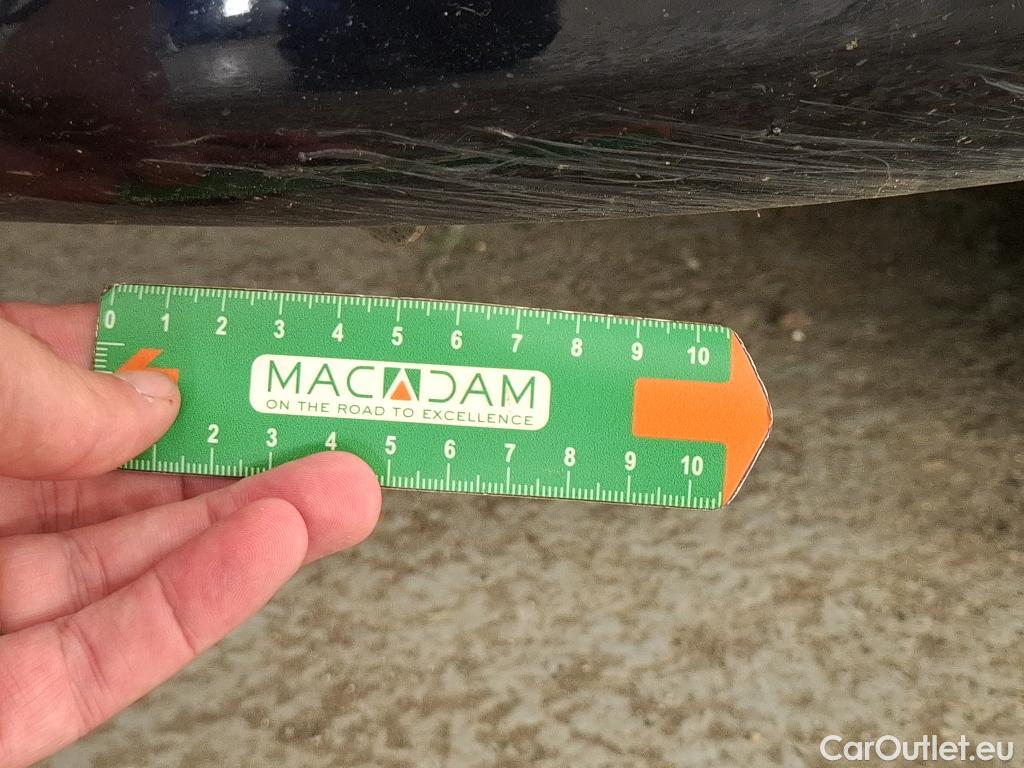 0 1 2 3 4 5 6 7 8 9 10
MACADAM
ON THE ROAD TO EXCELLENCE
2 3 4 5 6 7 8 9 10
CarOutlet.eu